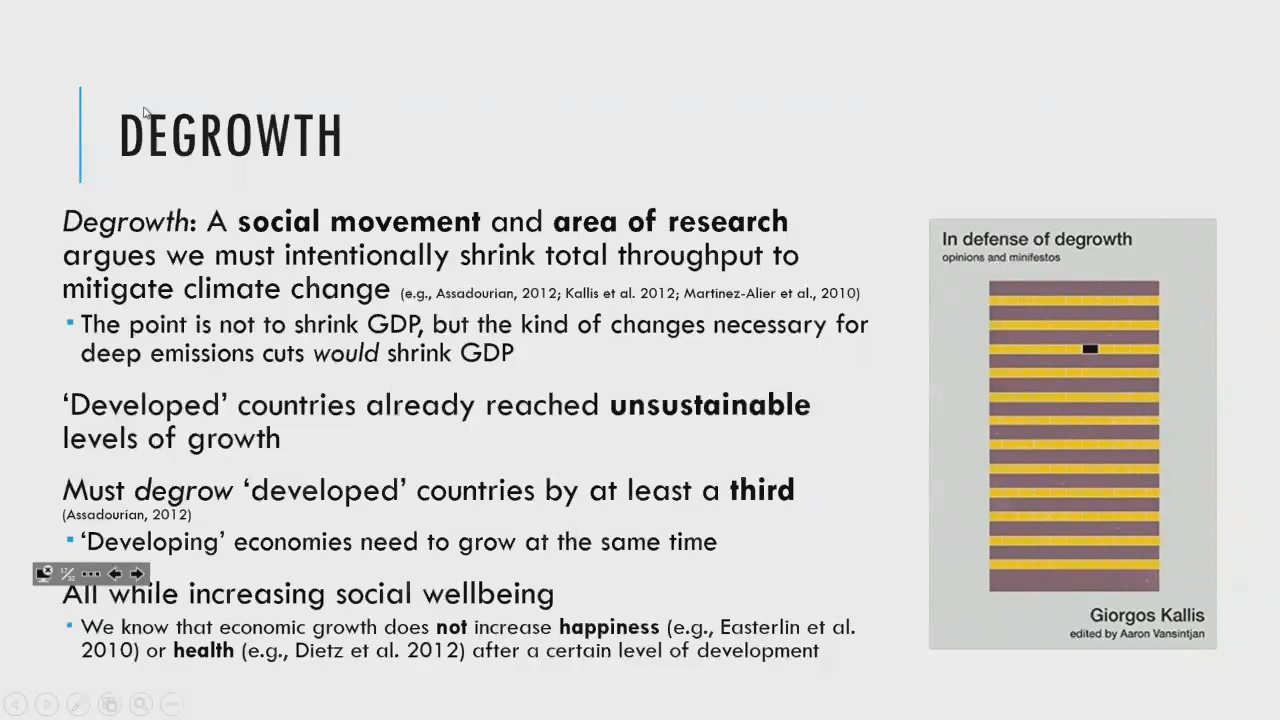 DEGROWTH
Degrowth: A social movement and area of research
argues we must intentionally shrink total throughput to
mitigate climate change (e.g., Assadourian, 2012; Kallis et al. 2012; Martinez-Alier et al., 2010)
The point is not to shrink GDP, but the kind of changes necessary for
deep emissions cuts would shrink GDP
‘Developed’ countries already reached unsustainable
levels of growth
Must degrow ‘developed’ countries by at least a third
(Assadourian, 2012)
‘Developing’ economies need to grow at the same time
17/32
All while increasing social wellbeing
We know that economic growth does not increase happiness (e.g., Easterlin et al.
2010) or health (e.g., Dietz et al. 2012) after a certain level of development
In defense of degrowth
opinions and minifestos
Giorgos Kallis
edited by Aaron Vansintjan